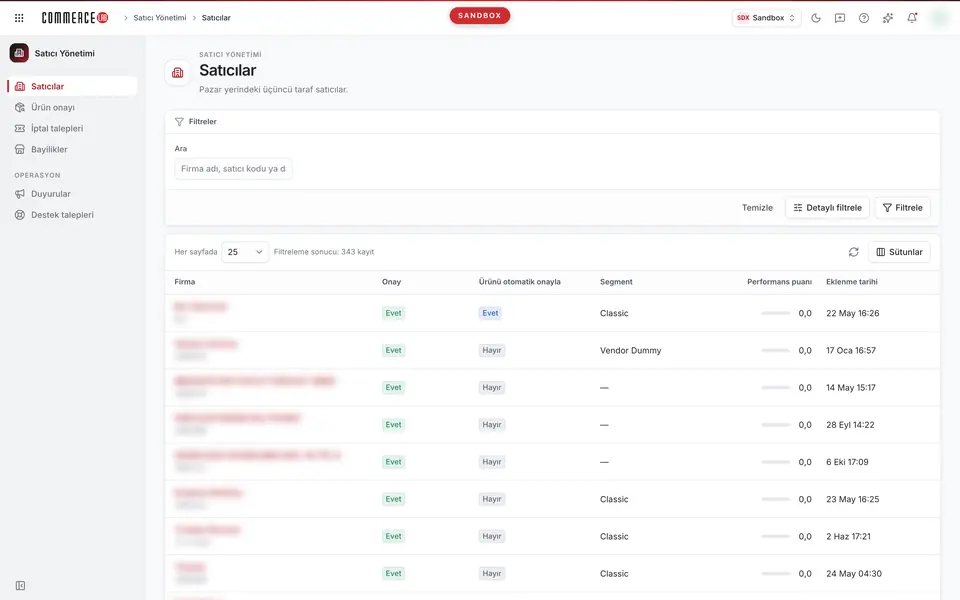 COMMERCE
Satıcı Yönetimi
Satıcılar
SANDBOX
SDX Sandbox
Satıcı Yönetimi
Satıcılar
Ürün onayı
İptal talepleri
Bayilikler
OPERASYON
Duyurular
Destek talepleri
SATICI YÖNETİMİ
Satıcılar
Pazar yerindeki üçüncü taraf satıcılar.
Filtreler
Ara
Firma adı, satıcı kodu ya d
Temizle Detaylı filtrele Filtrele
Her sayfada 25 Filtreleme sonucu: 343 kayıt Sütunlar
Firma Onay Ürünü otomatik onayla Segment Performans puanı Eklenme tarihi
Evet Evet Classic 0,0 22 May 16:26
Evet Hayır Vendor Dummy 0,0 17 Oca 16:57
Evet Hayır — 0,0 14 May 15:17
Evet Hayır — 0,0 28 Eyl 14:22
Evet Hayır — 0,0 6 Eki 17:09
Evet Hayır Classic 0,0 23 May 16:25
Evet Hayır Classic 0,0 2 Haz 17:21
Evet Hayır Classic 0,0 24 May 04:30